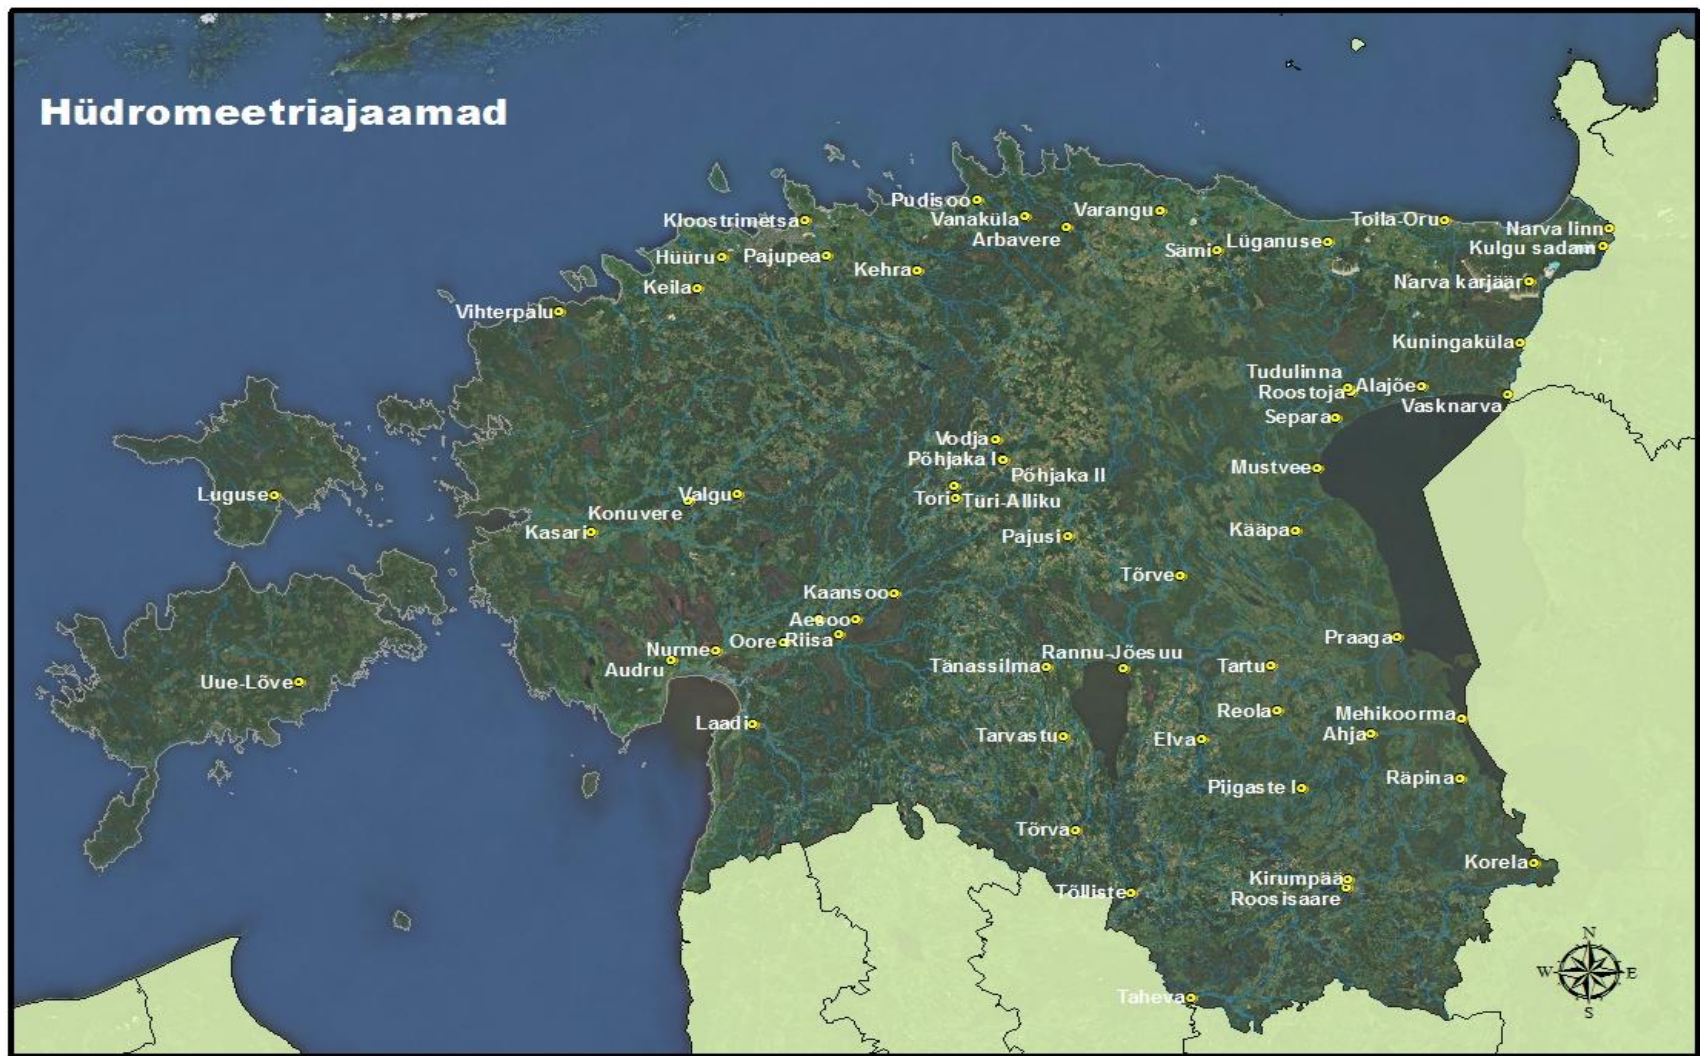 Hüdromeetriajaamad
Pudisoo
Kloostrimetsa
Vanaküla
Varangu
Arbavere
Tolla-Oru
Narva linn
Lüganuse
Kulgu sadam
Sämi
Hüüru
Pajupea
Kehra
Narva karjäär
Keila
Vihterpalu
Kuningaküla
Tudulinna
Roostoja
Alajõe
Vasknarva
Separa
Vodja
Põhjaka I
Põhjaka II
Mustvee
Luguse
Valgu
Tori
Türi-Alliku
Konuvere
Kasari
Pajusi
Kääpa
Tõrve
Kaansoo
Aesoo
Oore
Riisa
Nurme
Audru
Praaga
Rannu-Jõesuu
Tänassilma
Tartu
Uue-Lõve
Reola
Mehikoorma
Laadi
Tarvastu
Elva
Ahja
Räpina
Piigaste I
Tõrva
Korela
Kirumpää
Tõlliste
Roosisaare
Taheva
N
W
E
S